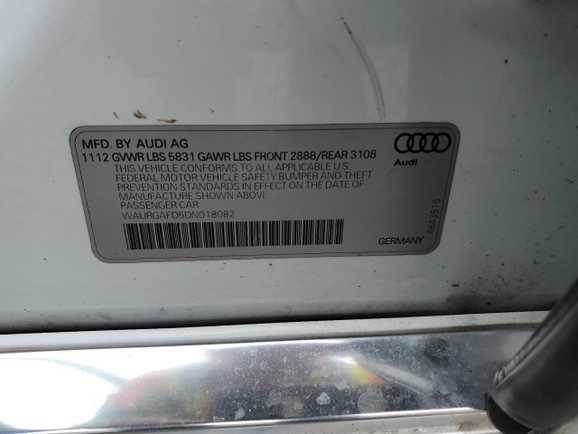 MFD. BY AUDI AG
1112 GVWR LBS 5831 GAWR LBS FRONT 2888/REAR 3108
THIS VEHICLE CONFORMS TO ALL APPLICABLE U.S.
FEDERAL MOTOR VEHICLE SAFETY BUMPER AND THEFT
PREVENTION STANDARDS IN EFFECT ON THE DATE OF
MANUFACTURE SHOWN ABOVE
PASSENGER CAR
WAURGAFD5DN018082
Audi
GERMANY